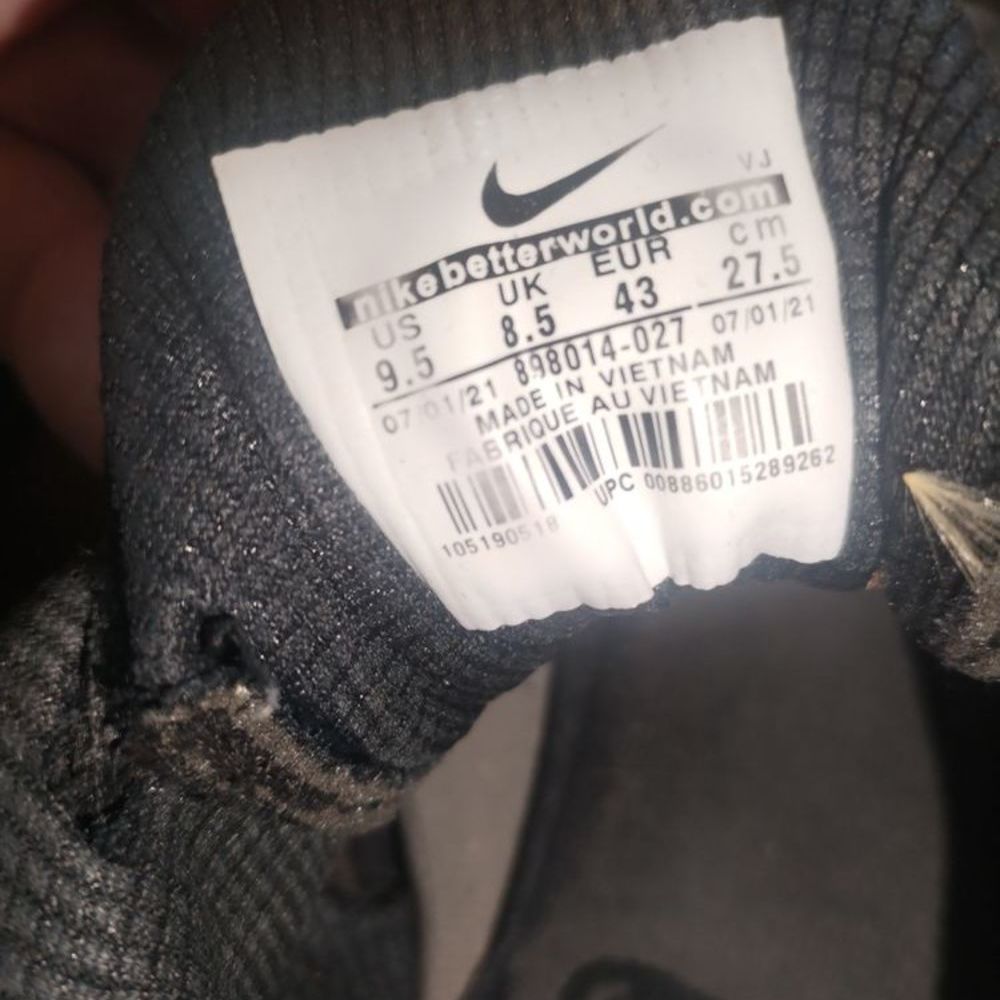 VJ
nikebetterworld.com
US UK EUR cm
9.5 8.5 43 27.5
07/01/21 898014-027 07/01/21
MADE IN VIETNAM
FABRIQUE AU VIETNAM
UPC 00886015289262
105190518